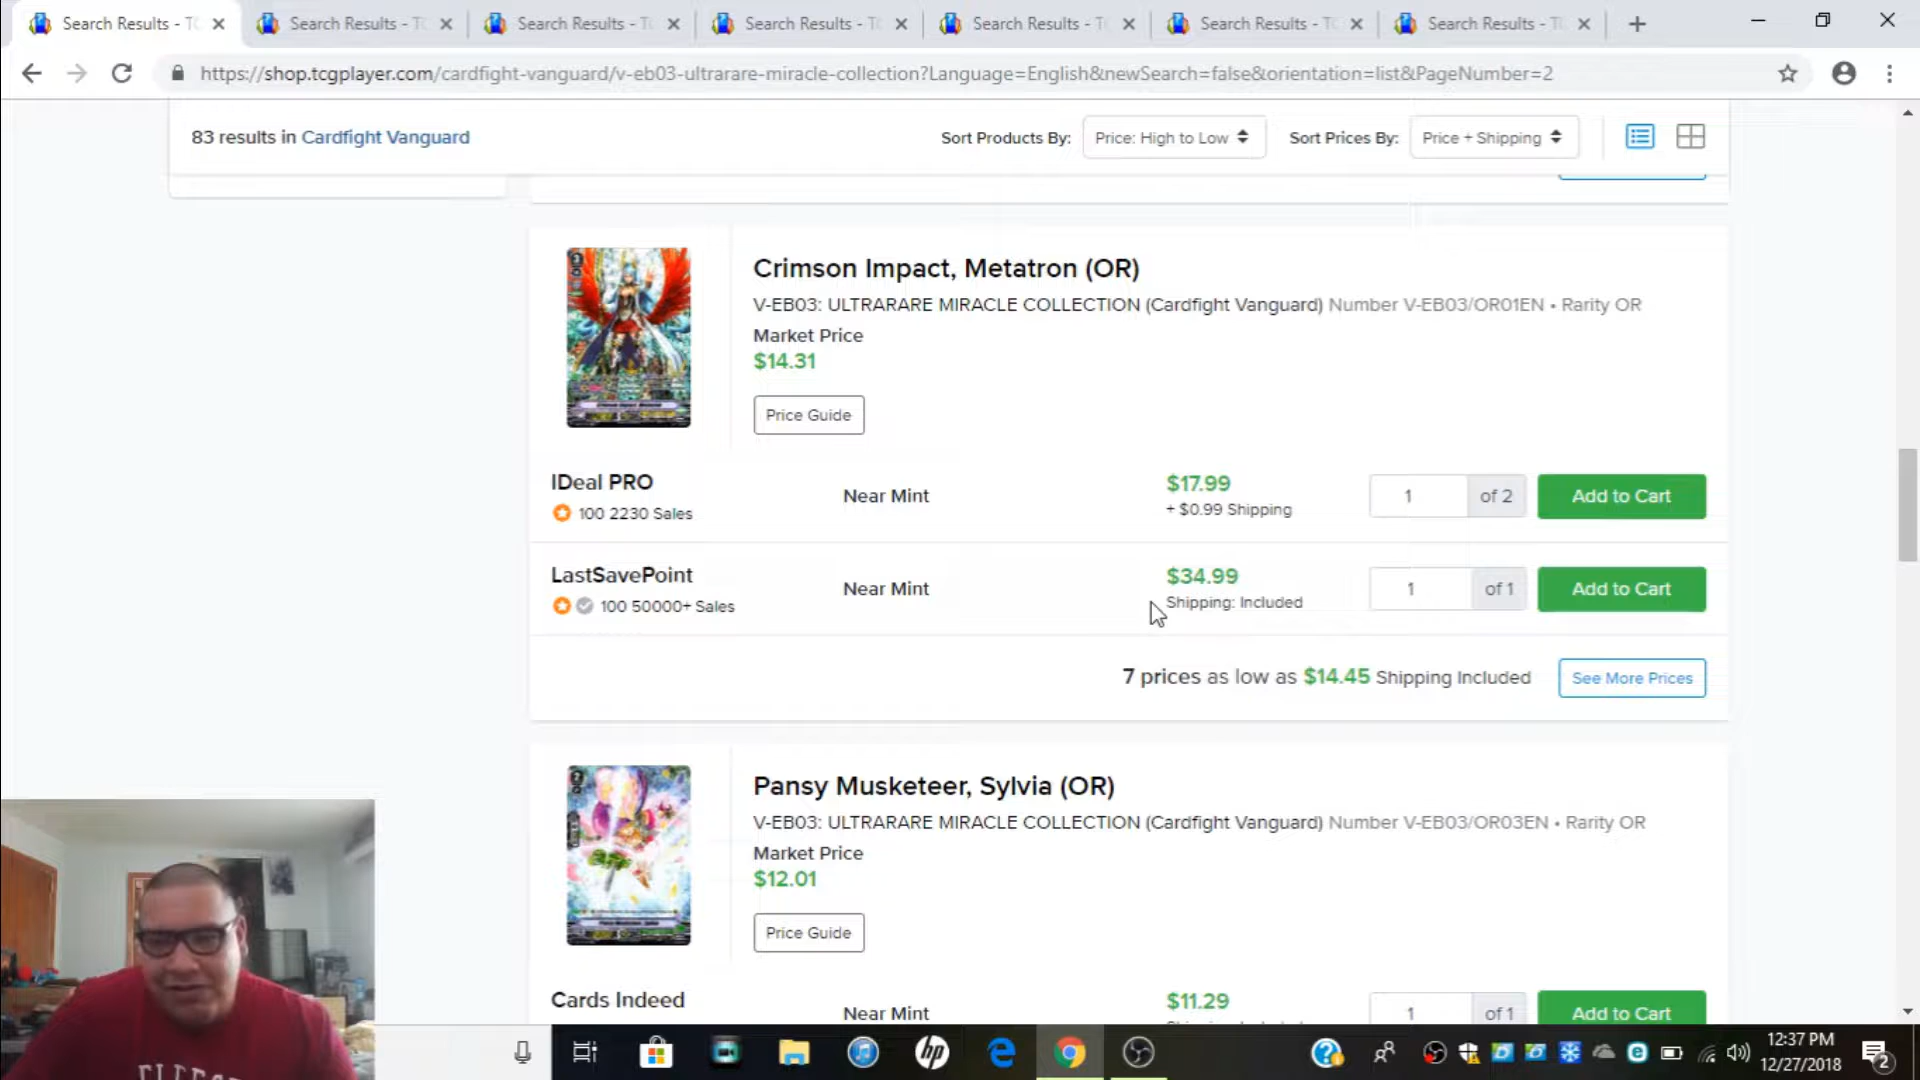 Search Results - TC
Search Results - TC
Search Results - TC
Search Results - TC
Search Results - TC
Search Results - TC
Search Results - TC
https://shop.tcgplayer.com/cardfight-vanguard/v-eb03-ultrarare-miracle-collection?Language=English&newSearch=false&orientation=list&PageNumber=2
83 results in Cardfight Vanguard
Sort Products By: Price: High to Low Sort Prices By: Price + Shipping
Crimson Impact, Metatron (OR)
V-EB03: ULTRARARE MIRACLE COLLECTION (Cardfight Vanguard) Number V-EB03/OR01EN • Rarity OR
Market Price
$14.31
Price Guide
IDeal PRO
100 2230 Sales
Near Mint
$17.99
+ $0.99 Shipping
1 of 2
Add to Cart
LastSavePoint
100 50000+ Sales
Near Mint
$34.99
Shipping: Included
1 of 1
Add to Cart
7 prices as low as $14.45 Shipping Included
See More Prices
Pansy Musketeer, Sylvia (OR)
V-EB03: ULTRARARE MIRACLE COLLECTION (Cardfight Vanguard) Number V-EB03/OR03EN • Rarity OR
Market Price
$12.01
Price Guide
Cards Indeed
Near Mint
$11.29
1 of 1
Add to Cart
hp
12:37 PM
12/27/2018
2